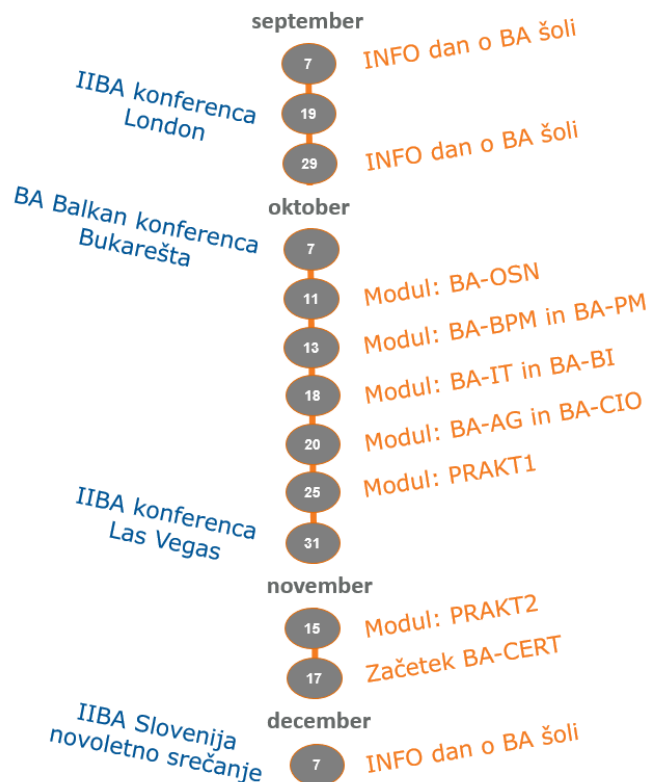 september
7
INFO dan o BA šoli
IIBA konferenca
London
19
29
INFO dan o BA šoli
oktober
BA Balkan konferenca
Bukarešta
7
11
Modul: BA-OSN
13
Modul: BA-BPM in BA-PM
18
Modul: BA-IT in BA-BI
20
Modul: BA-AG in BA-CIO
25
Modul: PRAKT1
IIBA konferenca
Las Vegas
31
november
15
Modul: PRAKT2
17
Začetek BA-CERT
december
IIBA Slovenija
novoletno srečanje
7
INFO dan o BA šoli